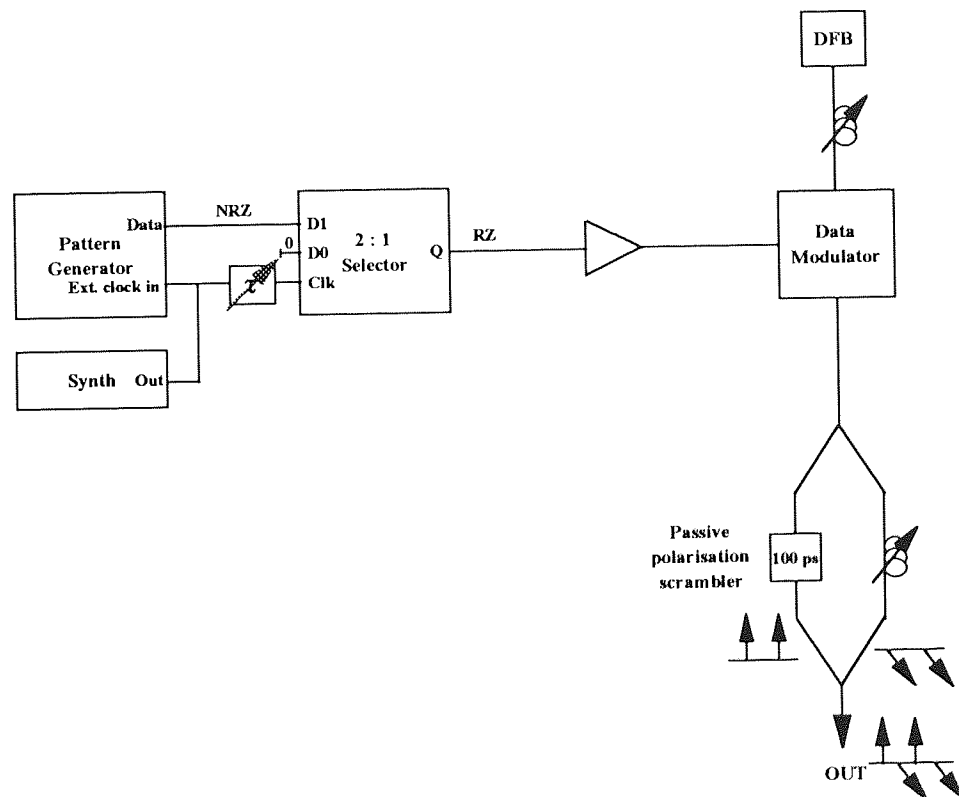 DFB
Data
NRZ
D1
0
D0
2 : 1
Selector
Q
RZ
Pattern
Generator
Ext. clock in
τ
Clk
Data
Modulator
Synth Out
Passive
polarisation
scrambler
100 ps
OUT